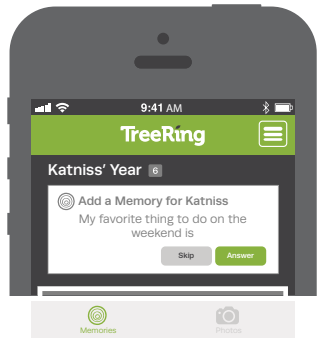 9:41 AM
TreeRing
Katniss’ Year 6
Add a Memory for Katniss
My favorite thing to do on the
weekend is
Skip Answer
Memories Photos